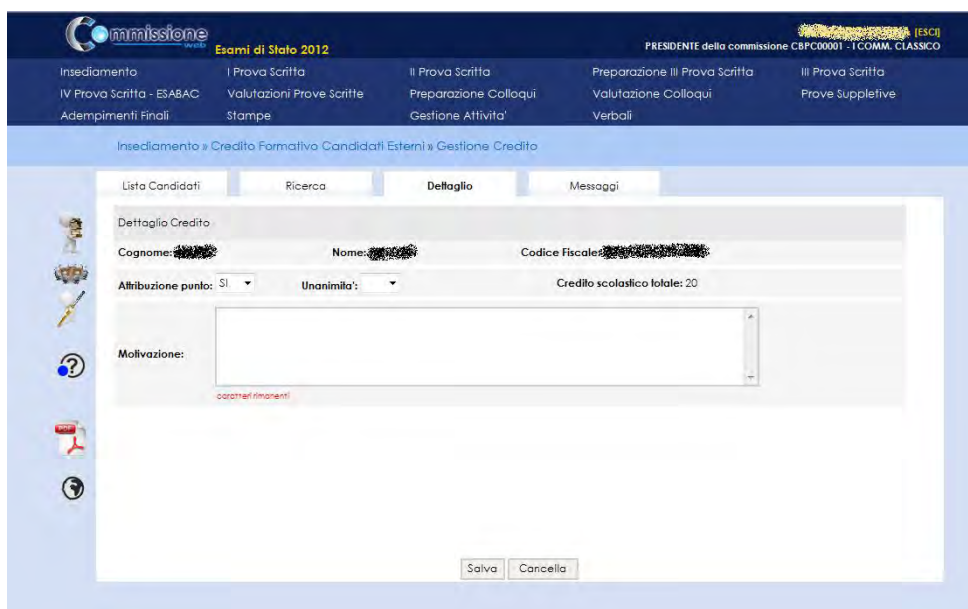 Commissione
web
Esami di Stato 2012
[ESCI]
PRESIDENTE della commissione CBPC00001 - I COMM. CLASSICO
Insediamento I Prova Scritta II Prova Scritta Preparazione III Prova Scritta III Prova Scritta
IV Prova Scritta - ESABAC Valutazioni Prove Scritte Preparazione Colloqui Valutazione Colloqui Prove Suppletive
Adempimenti Finali Stampe Gestione Attivita' Verbali
Insediamento » Credito Formativo Candidati Esterni » Gestione Credito
Lista Candidati Ricerca Dettaglio Messaggi
Dettaglio Credito
Cognome: Nome: Codice Fiscale:
Attribuzione punto: SI Unanimita': Credito scolastico totale: 20
Motivazione:
caratteri rimanenti
PDF
Salva Cancella